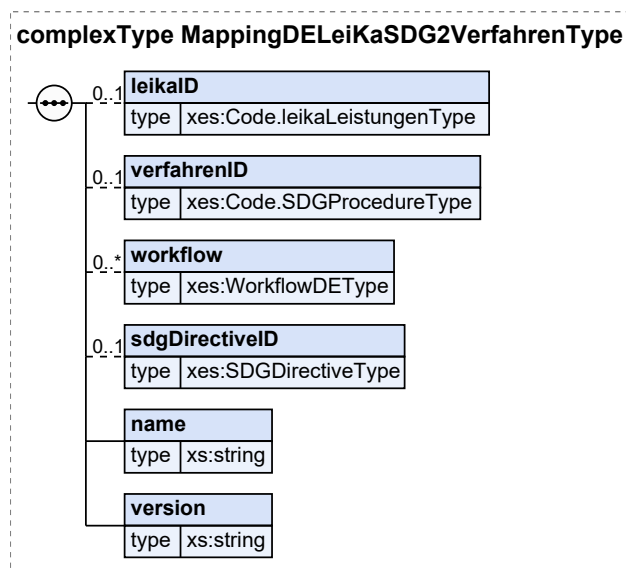 complexType MappingDELeiKaSDG2VerfahrenType
0..1 leikaID
type xes:Code.leikaLeistungenType
0..1 verfahrenID
type xes:Code.SDGProcedureType
0..* workflow
type xes:WorkflowDEType
0..1 sdgDirectiveID
type xes:SDGDirectiveType
name
type xs:string
version
type xs:string